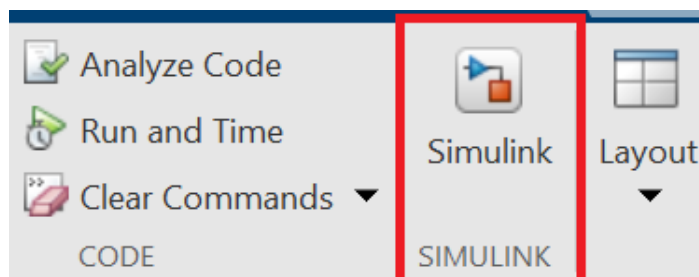 Analyze Code
Run and Time
Clear Commands
CODE
Simulink
SIMULINK
Layout